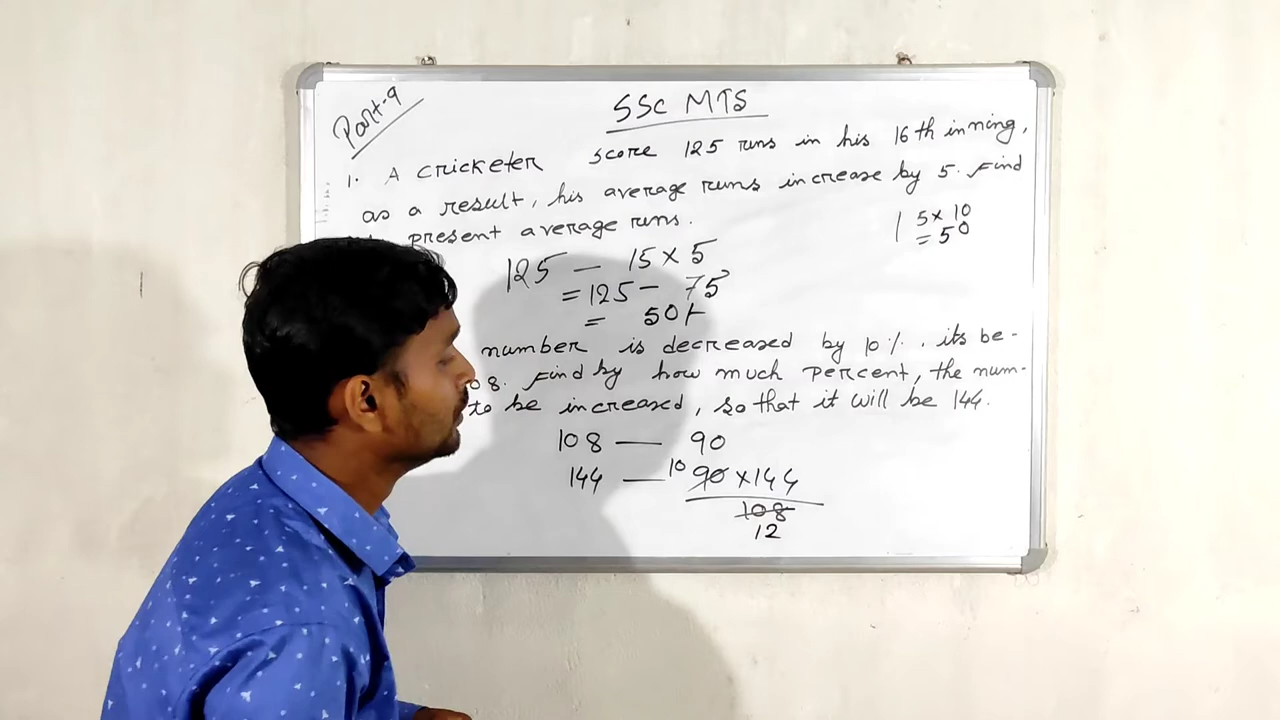 Part-9
SSC MTS
1. A cricketer score 125 runs in his 16th inning,
as a result, his average runs increase by 5. Find
present average runs.
5 × 10
= 50
125 — 15 × 5
= 125 — 75
= 50
number is decreased by 10%. its be-
08. Find by how much percent, the num-
to be increased, so that it will be 144.
108 — 90
144 — 10 90 × 144
108
12